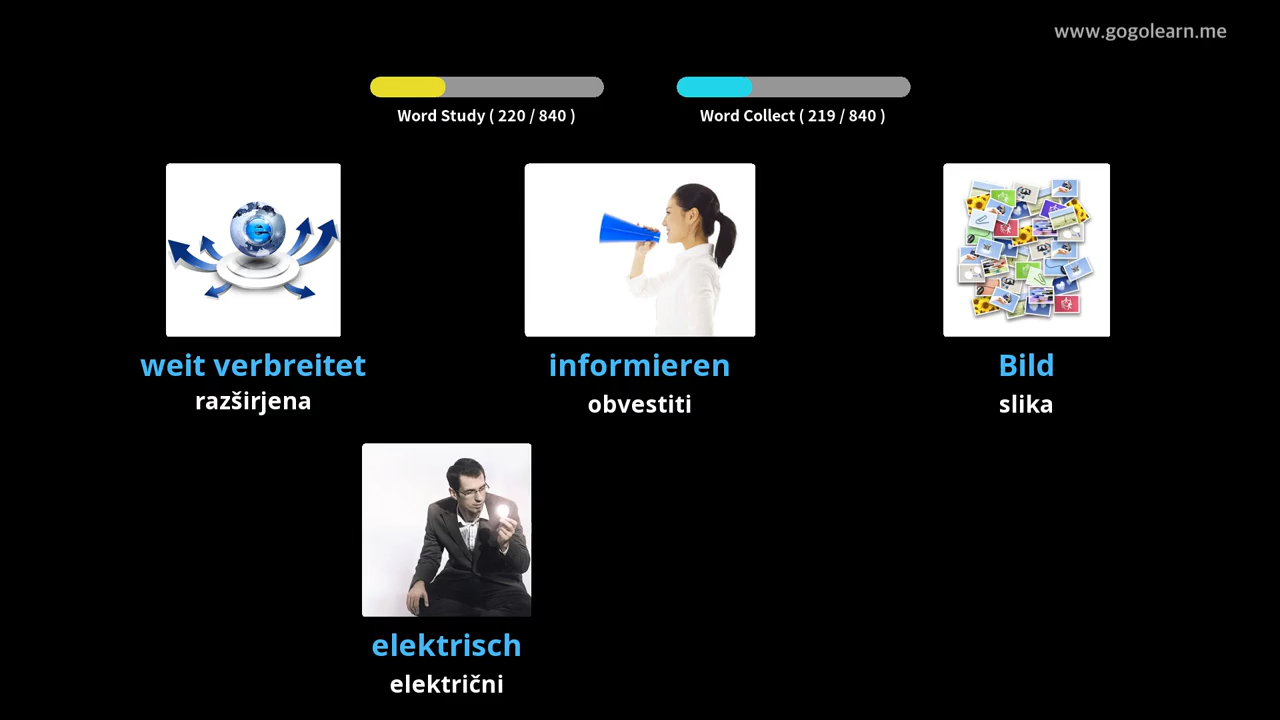 www.gogolearn.me
Word Study ( 220 / 840 )
Word Collect ( 219 / 840 )
weit verbreitet
razširjena
informieren
obvestiti
Bild
slika
elektrisch
električni